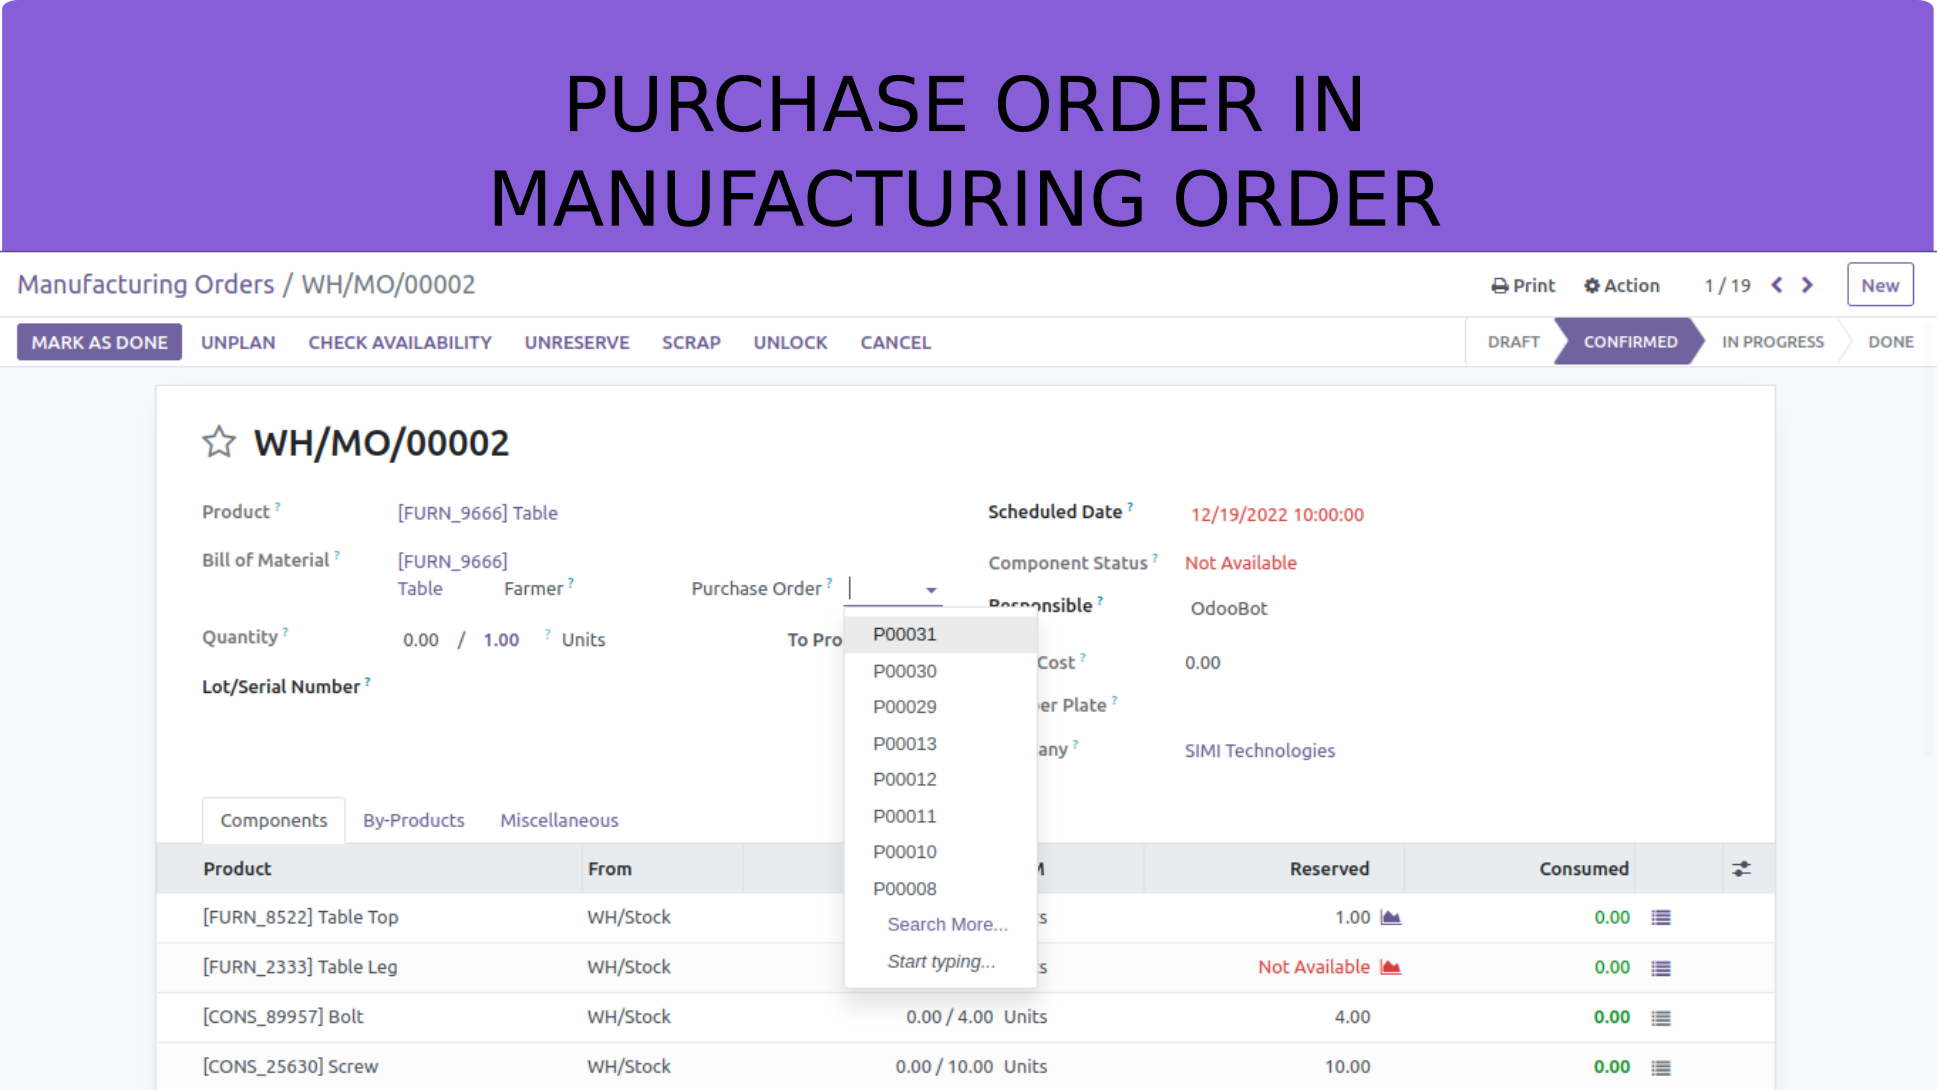 PURCHASE ORDER IN
MANUFACTURING ORDER
Manufacturing Orders / WH/MO/00002
Print Action 1 / 19 New
MARK AS DONE UNPLAN CHECK AVAILABILITY UNRESERVE SCRAP UNLOCK CANCEL DRAFT CONFIRMED IN PROGRESS DONE
WH/MO/00002
Product ? [FURN_9666] Table Scheduled Date ? 12/19/2022 10:00:00
Bill of Material ? [FURN_9666] Component Status ? Not Available
Table Farmer ? Purchase Order ?
Responsible ? OdooBot
Quantity ? 0.00 / 1.00 ? Units To Pro
P00031
Cost ? 0.00
P00030
Lot/Serial Number ?
P00029
er Plate ?
P00013
any ? SIMI Technologies
P00012
P00011
Components By-Products Miscellaneous
P00010
Product From M Reserved Consumed
P00008
[FURN_8522] Table Top WH/Stock s 1.00 0.00
Search More...
[FURN_2333] Table Leg WH/Stock s Not Available 0.00
Start typing...
[CONS_89957] Bolt WH/Stock 0.00 / 4.00 Units 4.00 0.00
[CONS_25630] Screw WH/Stock 0.00 / 10.00 Units 10.00 0.00